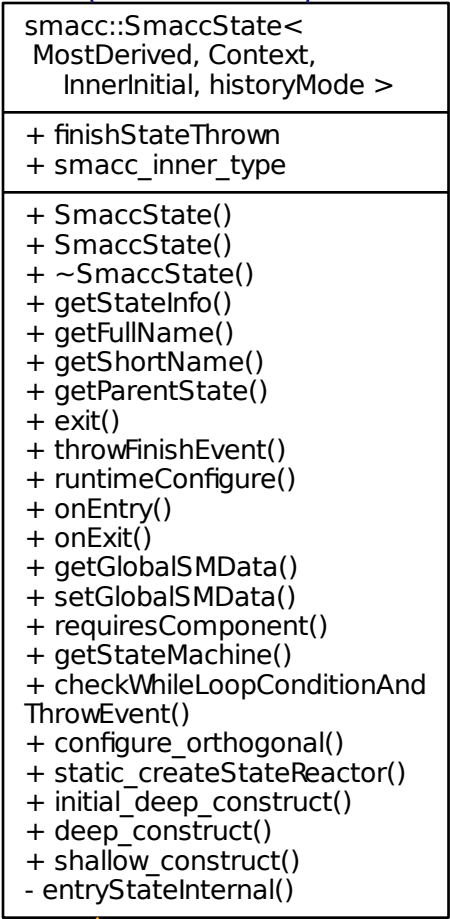 smacc::SmaccState<
MostDerived, Context,
InnerInitial, historyMode >
+ finishStateThrown
+ smacc_inner_type
+ SmaccState()
+ SmaccState()
+ ~SmaccState()
+ getStateInfo()
+ getFullName()
+ getShortName()
+ getParentState()
+ exit()
+ throwFinishEvent()
+ runtimeConfigure()
+ onEntry()
+ onExit()
+ getGlobalSMData()
+ setGlobalSMData()
+ requiresComponent()
+ getStateMachine()
+ checkWhileLoopConditionAnd
ThrowEvent()
+ configure_orthogonal()
+ static_createStateReactor()
+ initial_deep_construct()
+ deep_construct()
+ shallow_construct()
- entryStateInternal()